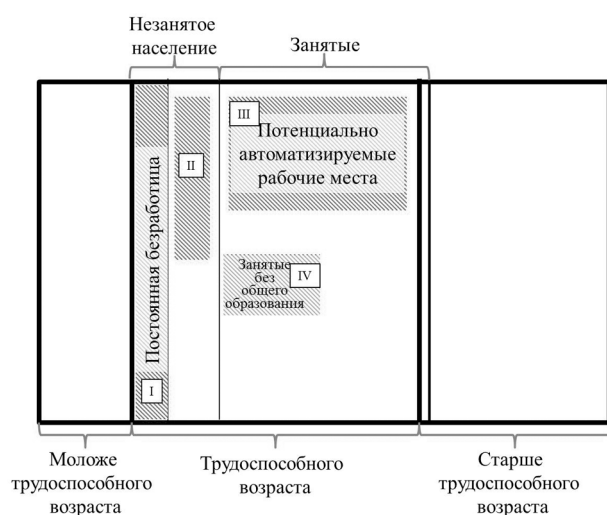 Незанятое
население
Занятые
III
Потенциально
автоматизируемые
рабочие места
II
Постоянная безработица
Занятые
без
общего
образования
IV
I
Моложе
трудоспособного
возраста
Трудоспособного
возраста
Старше
трудоспособного
возраста